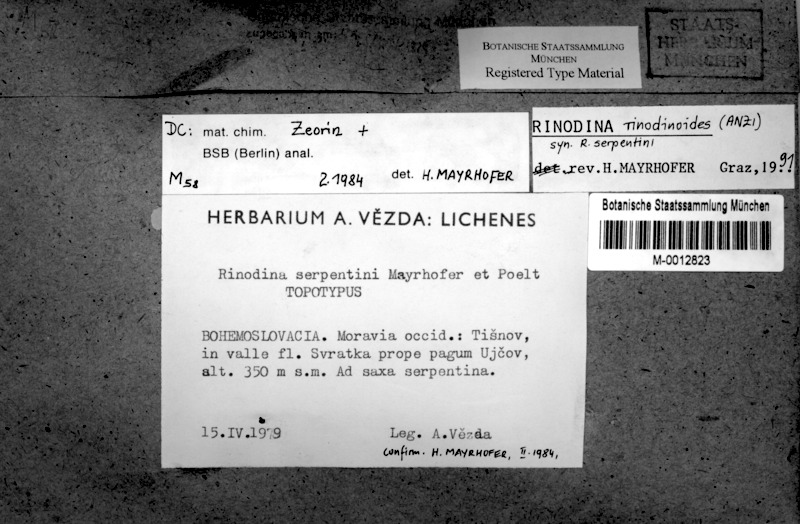 BOTANISCHE STAATSSAMMLUNG
MÜNCHEN
Registered Type Material
STAATS-
HERBARIUM
MÜNCHEN
DC: mat. chim. Zeorin +
BSB (Berlin) anal.
M58 2.1984 det. H. MAYRHOFER
RINODINA rinodinoides (ANZI)
syn. R. serpentini
det. rev. H. MAYRHOFER Graz, 1991
Botanische Staatssammlung München
M-0012823
HERBARIUM A. VĚZDA: LICHENES
Rinodina serpentini Mayrhofer et Poelt
TOPOTYPUS
BOHEMOSLOVACIA. Moravia occid.: Tišnov,
in valle fl. Svratka prope pagum Ujčov,
alt. 350 m s.m. Ad saxa serpentina.
15.IV.1979 Leg. A.Vězda
confirm. H. MAYRHOFER, II. 1984,